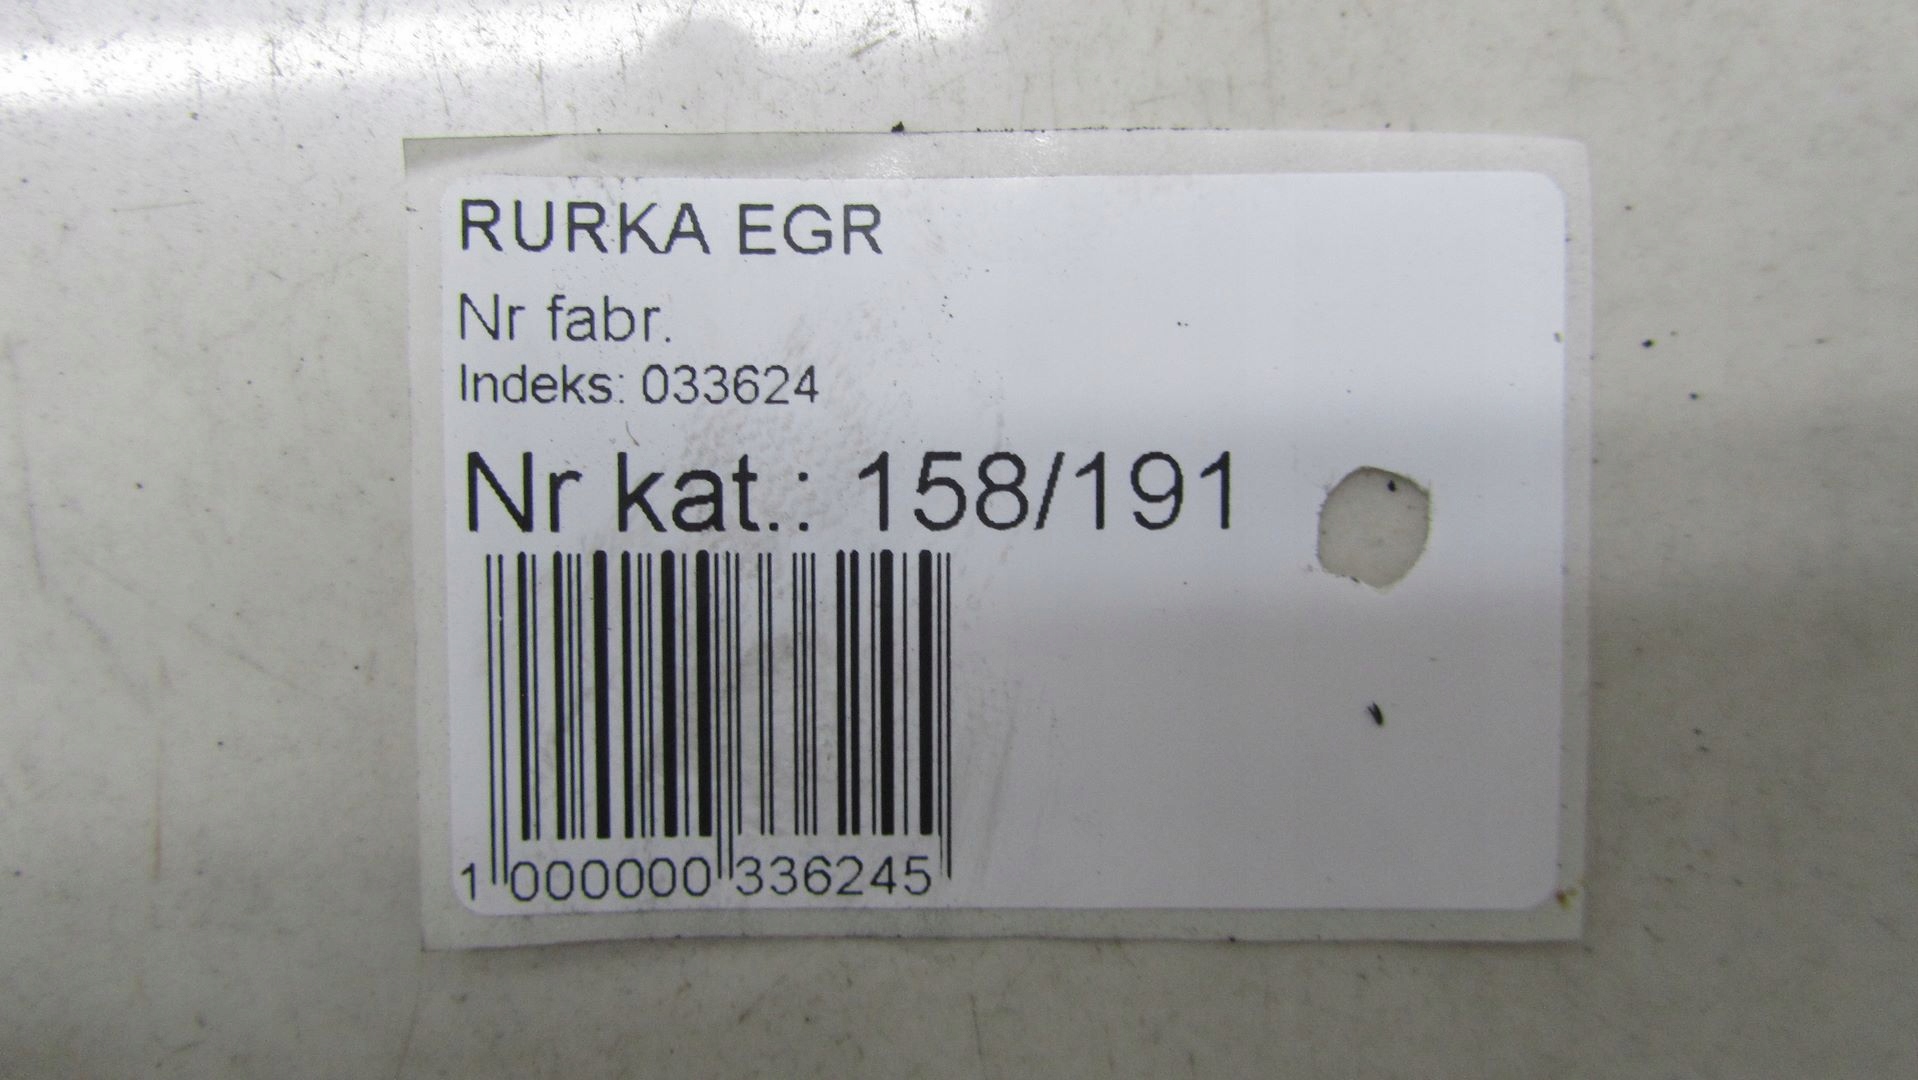 RURKA EGR
Nr fabr.
Indeks: 033624
Nr kat.: 158/191
1 000000 336245